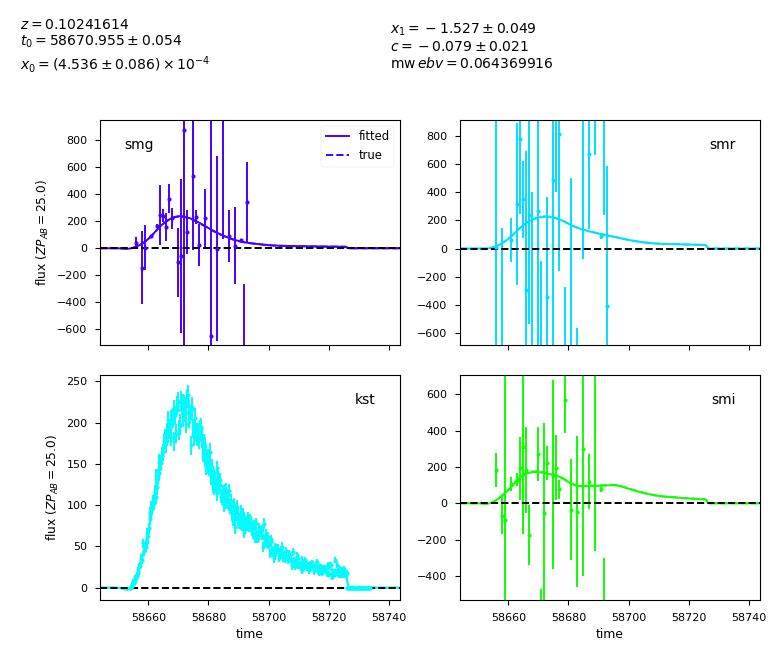 z = 0.10241614
t₀ = 58670.955 ± 0.054
x₀ = (4.536 ± 0.086) × 10⁻⁴
x₁ = −1.527 ± 0.049
c = −0.079 ± 0.021
mw ebv = 0.064369916
smg
fitted
true
800
600
400
200
0
−200
−400
−600
flux (ZP_AB = 25.0)
smr
800
600
400
200
0
−200
−400
−600
kst
250
200
150
100
50
0
flux (ZP_AB = 25.0)
58660 58680 58700 58720 58740
time
smi
600
400
200
0
−200
−400
58660 58680 58700 58720 58740
time